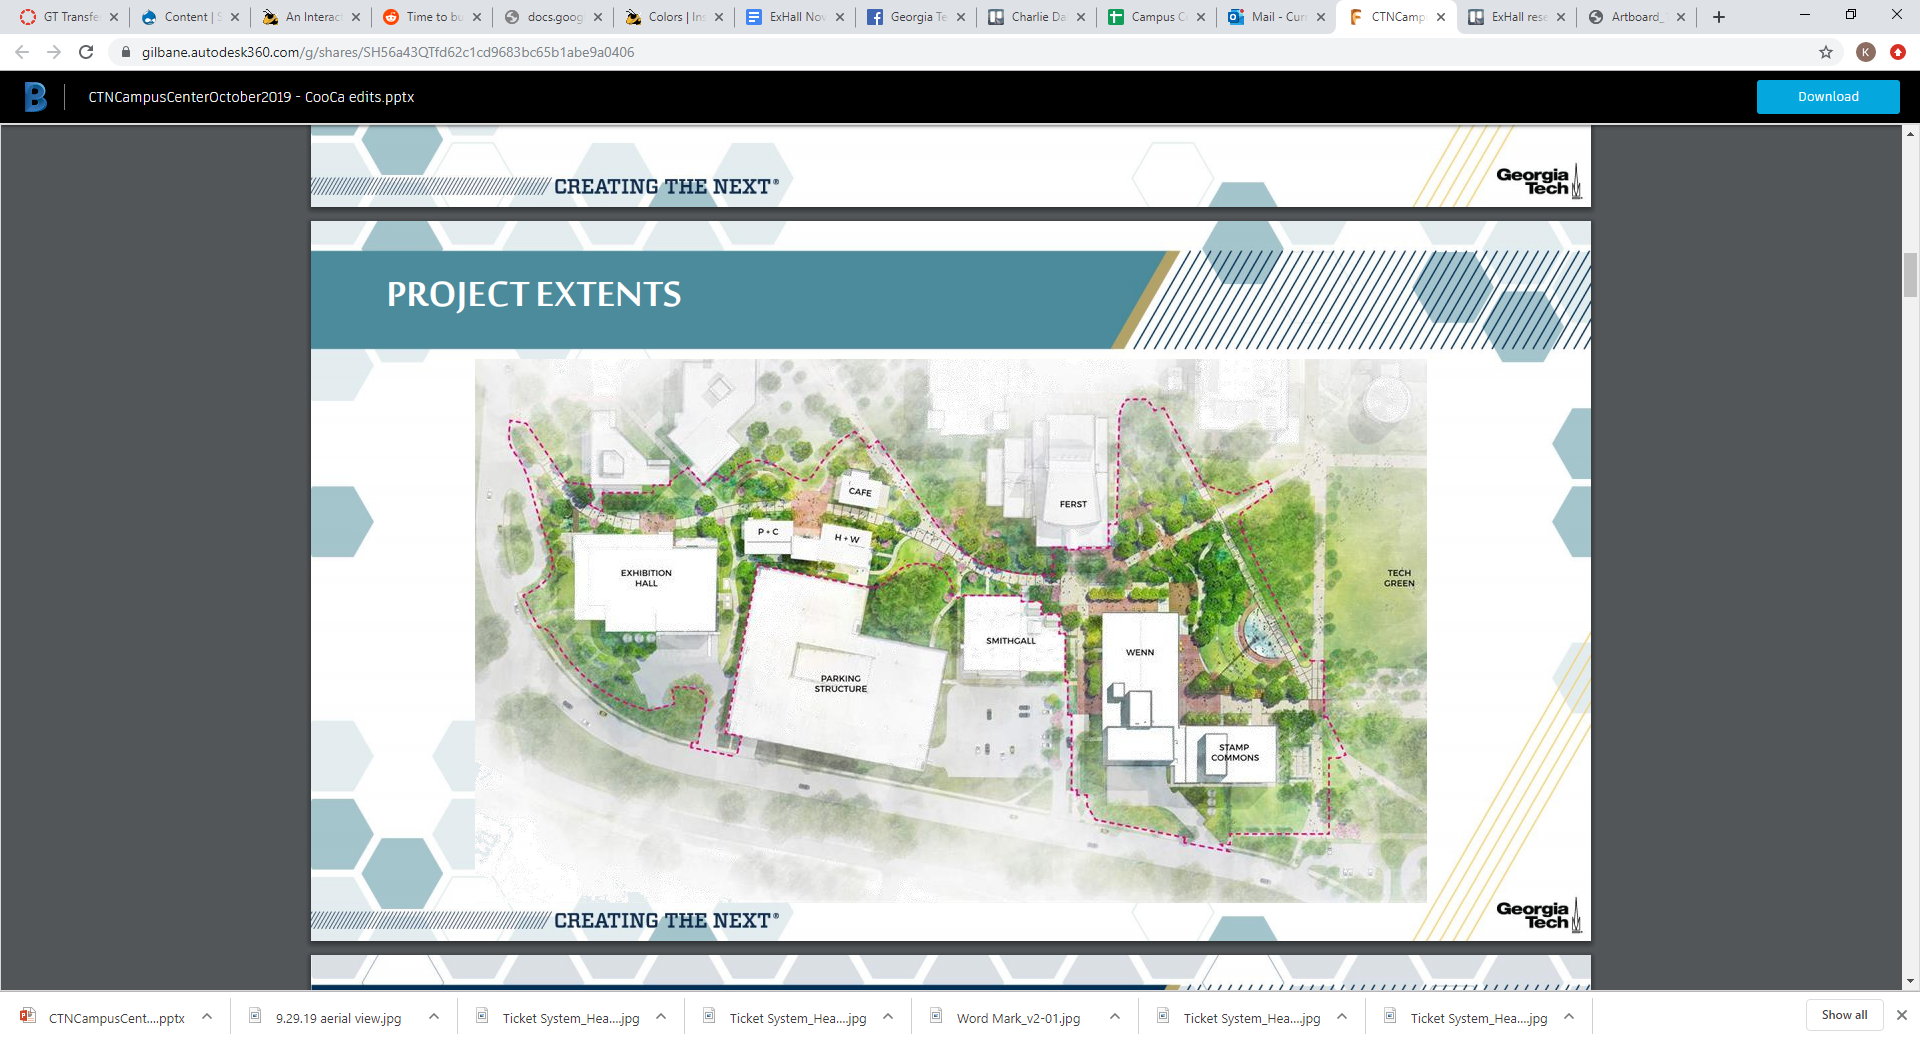 GT Transfe
Content | S
An Interac
Time to bu
docs.goog
Colors | Ins
ExHall Nov
Georgia Te
Charlie Da
Campus C
Mail - Curr
CTNCamp
ExHall rese
Artboard_
gilbane.autodesk360.com/g/shares/SH56a43QTfd62c1cd9683bc65b1abe9a0406
K
B
CTNCampusCenterOctober2019 - CooCa edits.pptx
Download
CREATING THE NEXT®
Georgia
Tech
PROJECT EXTENTS
CAFE
FERST
P + C
H + W
EXHIBITION
HALL
TECH
GREEN
SMITHGALL
WENN
PARKING
STRUCTURE
STAMP
COMMONS
CREATING THE NEXT®
Georgia
Tech
CTNCampusCent....pptx
9.29.19 aerial view.jpg
Ticket System_Hea....jpg
Ticket System_Hea....jpg
Word Mark_v2-01.jpg
Ticket System_Hea....jpg
Ticket System_Hea....jpg
Show all